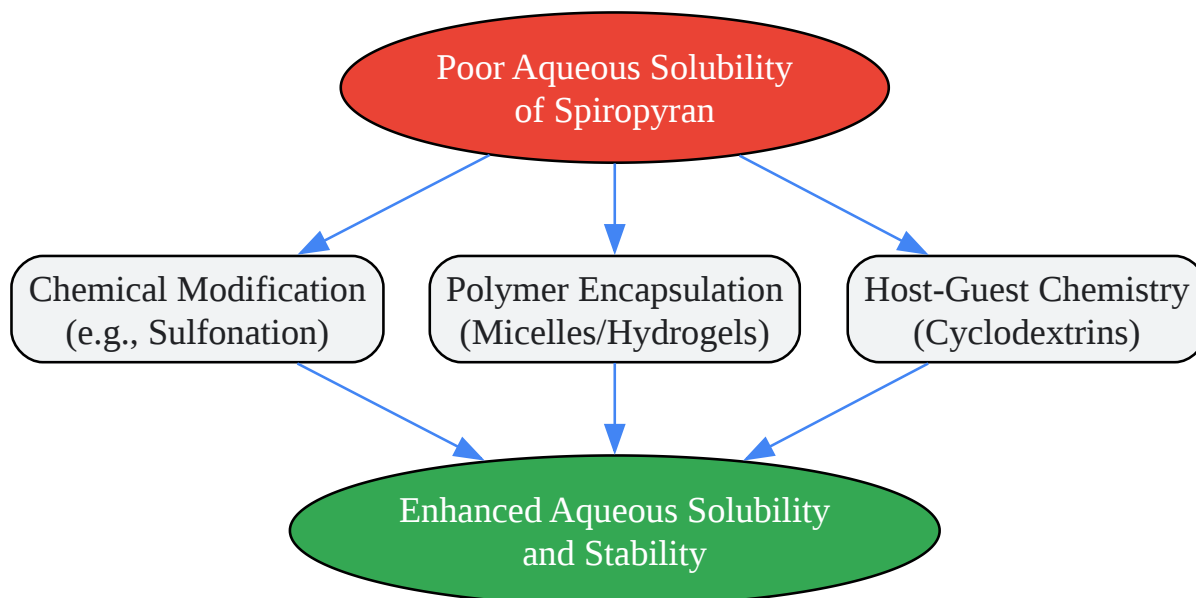 Poor Aqueous Solubility
of Spiropyran
Chemical Modification
(e.g., Sulfonation)
Polymer Encapsulation
(Micelles/Hydrogels)
Host-Guest Chemistry
(Cyclodextrins)
Enhanced Aqueous Solubility
and Stability